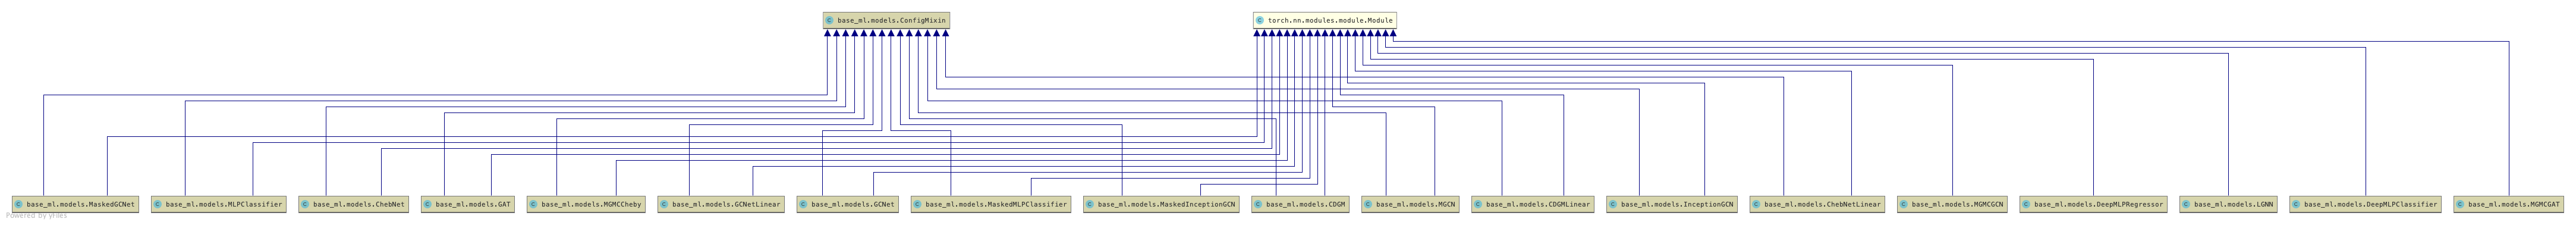 base_ml.models.ConfigMixin
torch.nn.modules.module.Module
base_ml.models.MaskedGCNet
base_ml.models.MLPClassifier
base_ml.models.ChebNet
base_ml.models.GAT
base_ml.models.MGMCCheby
base_ml.models.GCNetLinear
base_ml.models.GCNet
base_ml.models.MaskedMLPClassifier
base_ml.models.MaskedInceptionGCN
base_ml.models.CDGM
base_ml.models.MGCN
base_ml.models.CDGMLinear
base_ml.models.InceptionGCN
base_ml.models.ChebNetLinear
base_ml.models.MGMCGCN
base_ml.models.DeepMLPRegressor
base_ml.models.LGNN
base_ml.models.DeepMLPClassifier
base_ml.models.MGMCGAT
Powered by yFiles